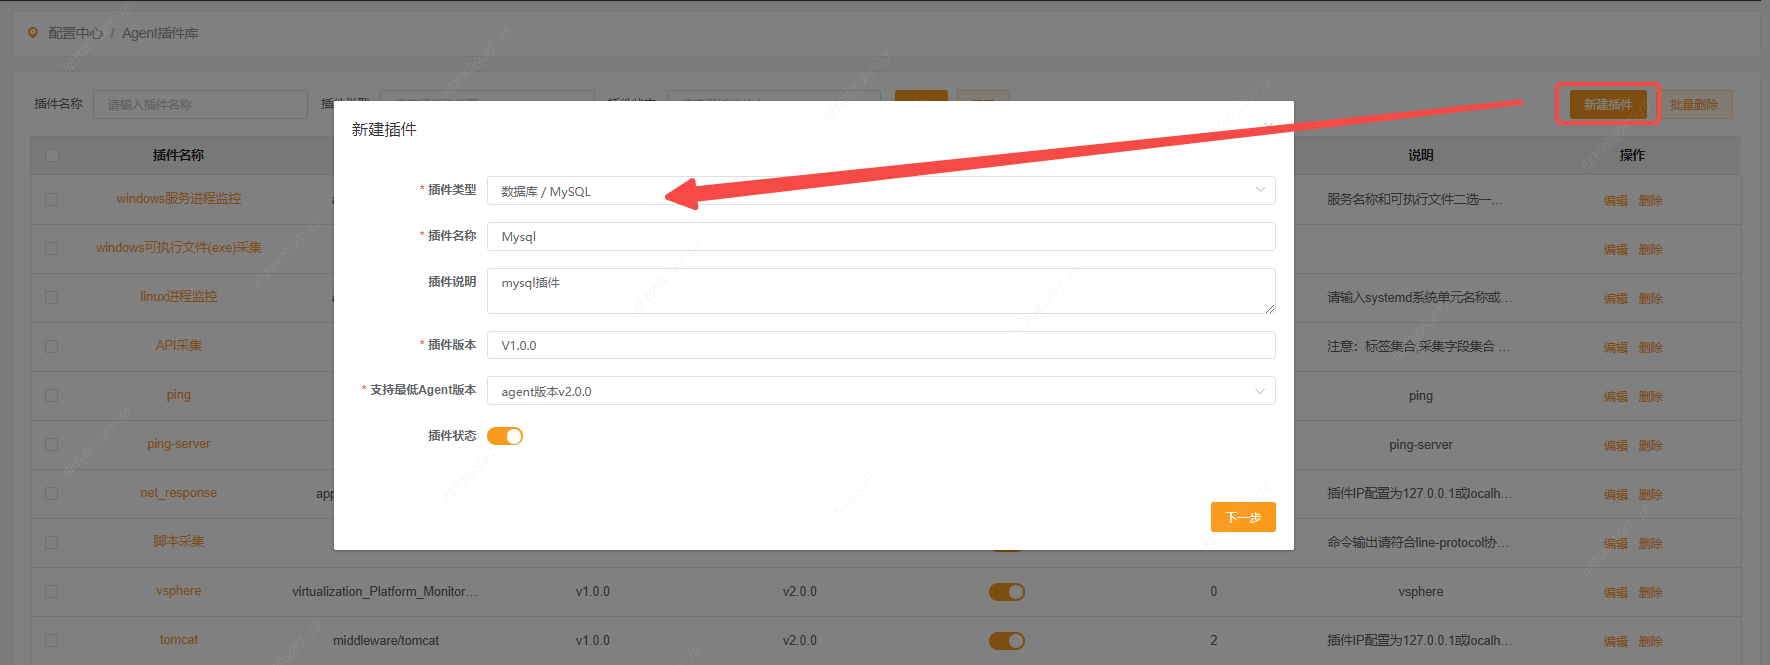 配置中心 / Agent插件库
插件名称 请输入插件名称 新建插件 批量删除
新建插件
* 插件类型 数据库 / MySQL
* 插件名称 Mysql
插件说明 mysql插件
* 插件版本 V1.0.0
* 支持最低Agent版本 agent版本v2.0.0
插件状态
下一步
插件名称 说明 操作
windows服务进程监控 服务名称和可执行文件二选一... 编辑 删除
windows可执行文件(exe)采集 编辑 删除
linux进程监控 请输入systemd系统单元名称或... 编辑 删除
API采集 注意：标签集合,采集字段集合 ... 编辑 删除
ping ping 编辑 删除
ping-server ping-server 编辑 删除
net_response app 插件IP配置为127.0.0.1或localh... 编辑 删除
脚本采集 命令输出请符合line-protocol协... 编辑 删除
vsphere virtualization_Platform_Monitor... v1.0.0 v2.0.0 0 vsphere 编辑 删除
tomcat middleware/tomcat v1.0.0 v2.0.0 2 插件IP配置为127.0.0.1或localh... 编辑 删除
BEYONDSOFT-10